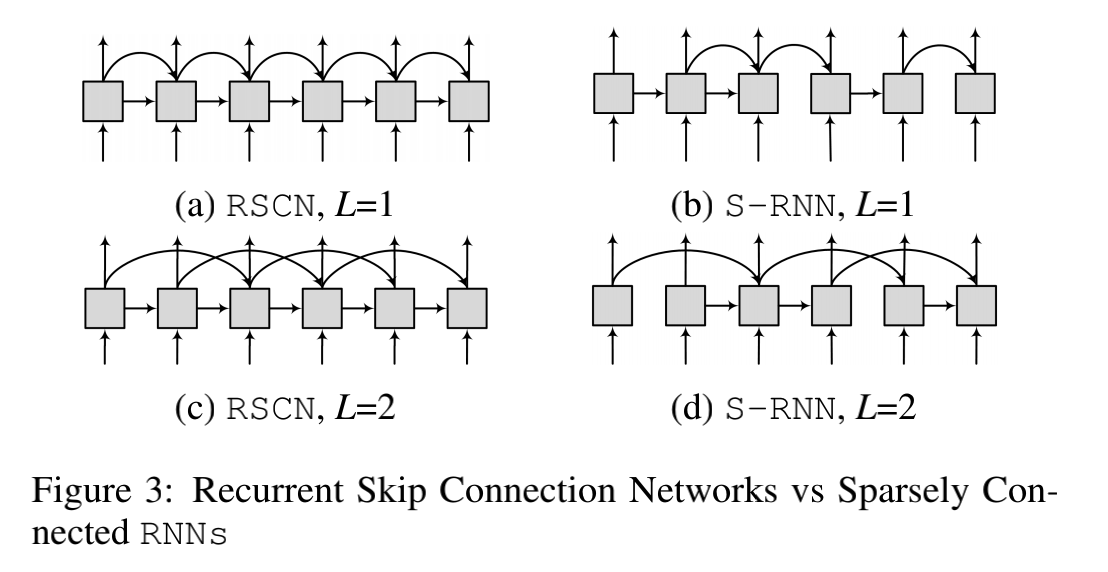 (a) RSCN, L=1
(b) S-RNN, L=1
(c) RSCN, L=2
(d) S-RNN, L=2
Figure 3: Recurrent Skip Connection Networks vs Sparsely Con-
nected RNNs